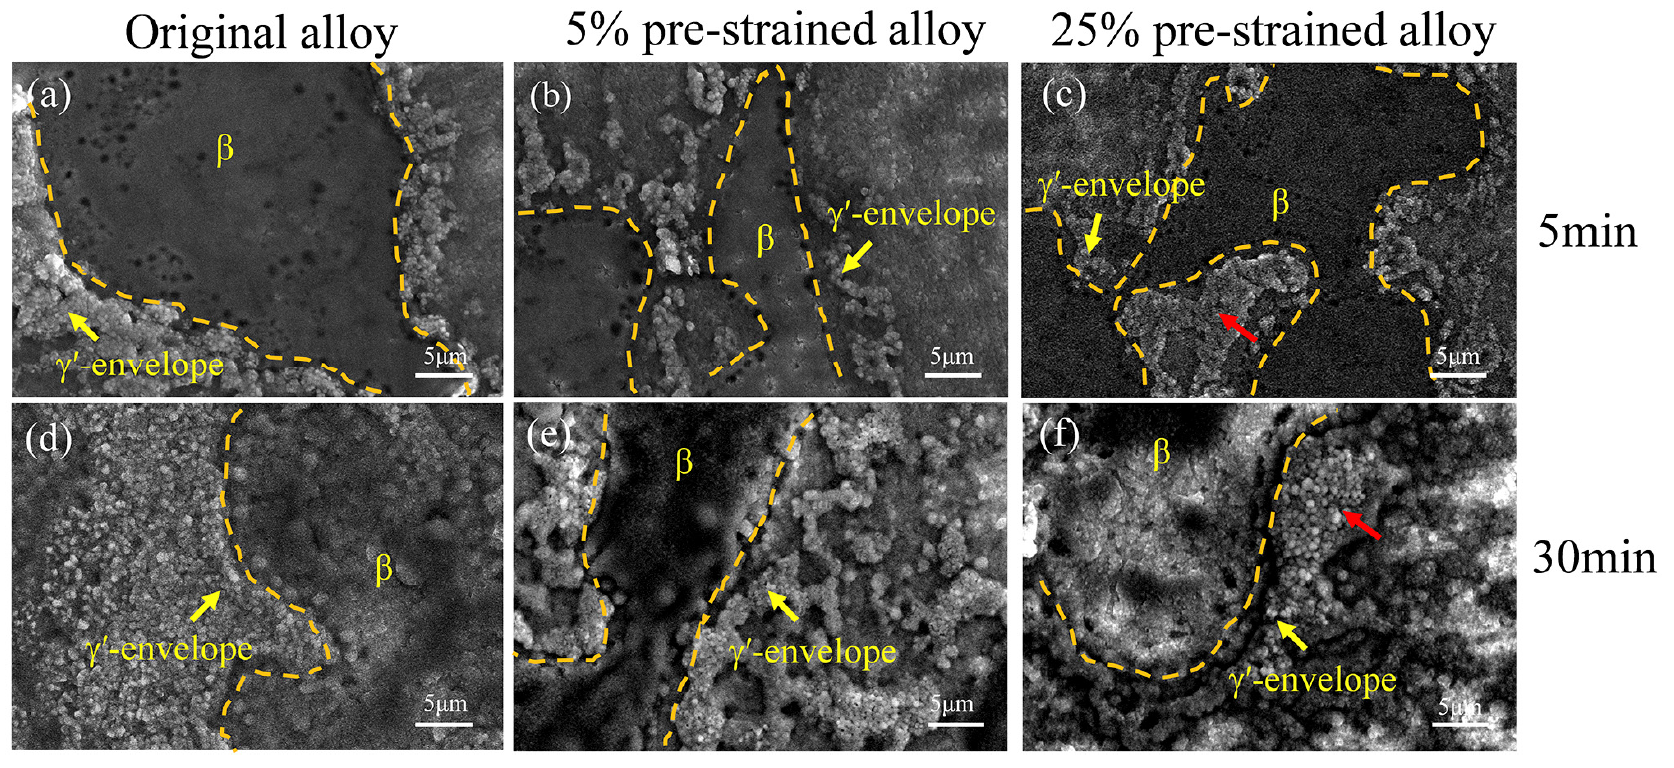 Original alloy
5% pre-strained alloy
25% pre-strained alloy
(a)
β
γ′-envelope
5μm
(b)
β
γ′-envelope
5μm
(c)
γ′-envelope
β
5μm
5min
(d)
β
γ′-envelope
5μm
(e)
β
γ′-envelope
5μm
(f)
β
γ′-envelope
5μm
30min